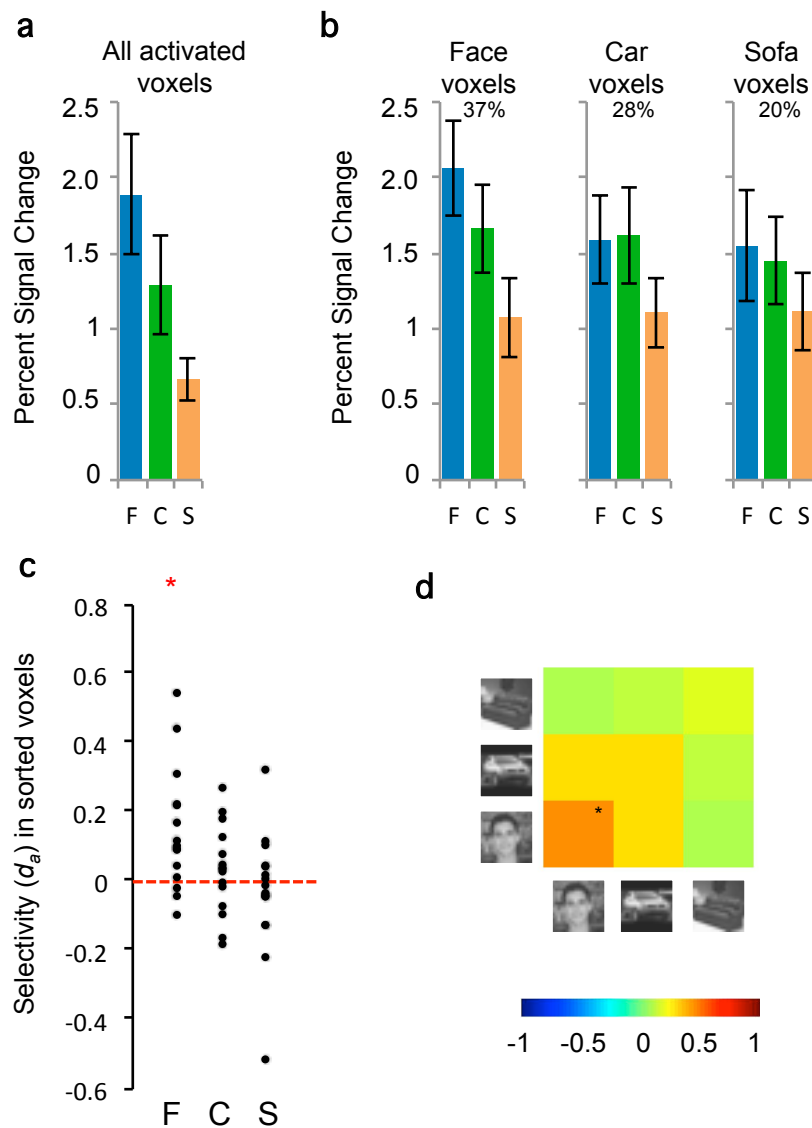 a
All activated
voxels
Percent Signal Change
2.5
2.0
1.5
1
0.5
0
F C S
b
Face
voxels
37%
Car
voxels
28%
Sofa
voxels
20%
Percent Signal Change
2.5
2.0
1.5
1
0.5
0
F C S
F C S
F C S
c
*
Selectivity (da) in sorted voxels
0.8
0.6
0.4
0.2
0
-0.2
-0.4
-0.6
F C S
d
*
-1 -0.5 0 0.5 1